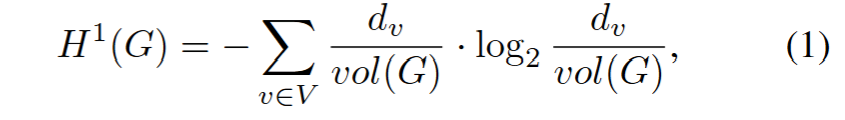 H^1(G) = - \sum_{v \in V} \frac{d_v}{vol(G)} \cdot \log_2 \frac{d_v}{vol(G)}, (1)